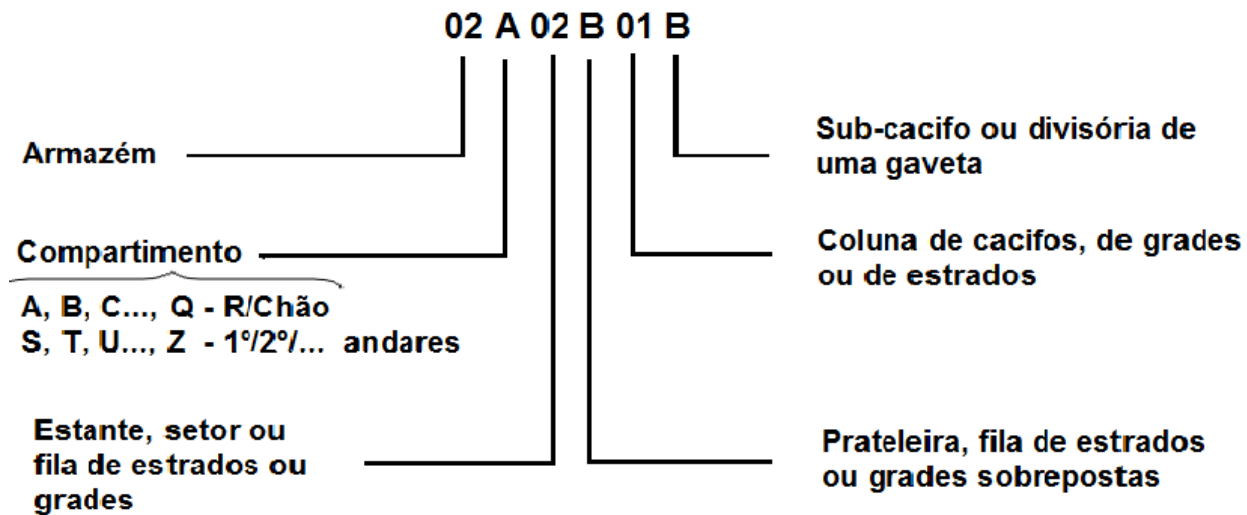 02 A 02 B 01 B
Armazém
Compartimento
A, B, C..., Q - R/Chão
S, T, U..., Z - 1º/2º/... andares
Estante, setor ou
fila de estrados ou
grades
Sub-cacifo ou divisória de
uma gaveta
Coluna de cacifos, de grades
ou de estrados
Prateleira, fila de estrados
ou grades sobrepostas